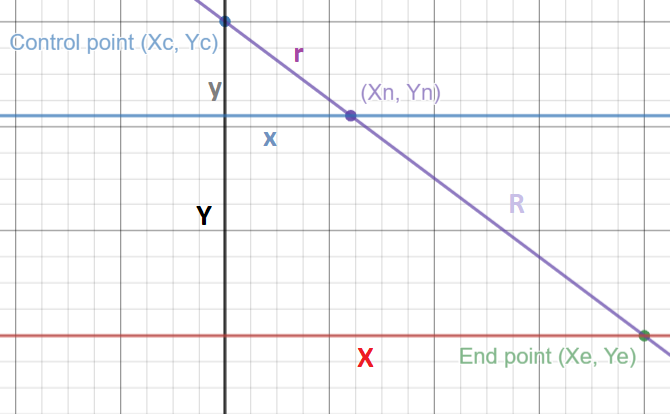 Control point (Xc, Yc)
r
y
(Xn, Yn)
x
Y
R
X
End point (Xe, Ye)